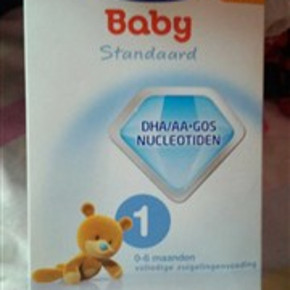 Baby
Standaard
DHA/AA•GOS
NUCLEOTIDEN
1
0-6 maanden
volledige zuigelingenvoeding